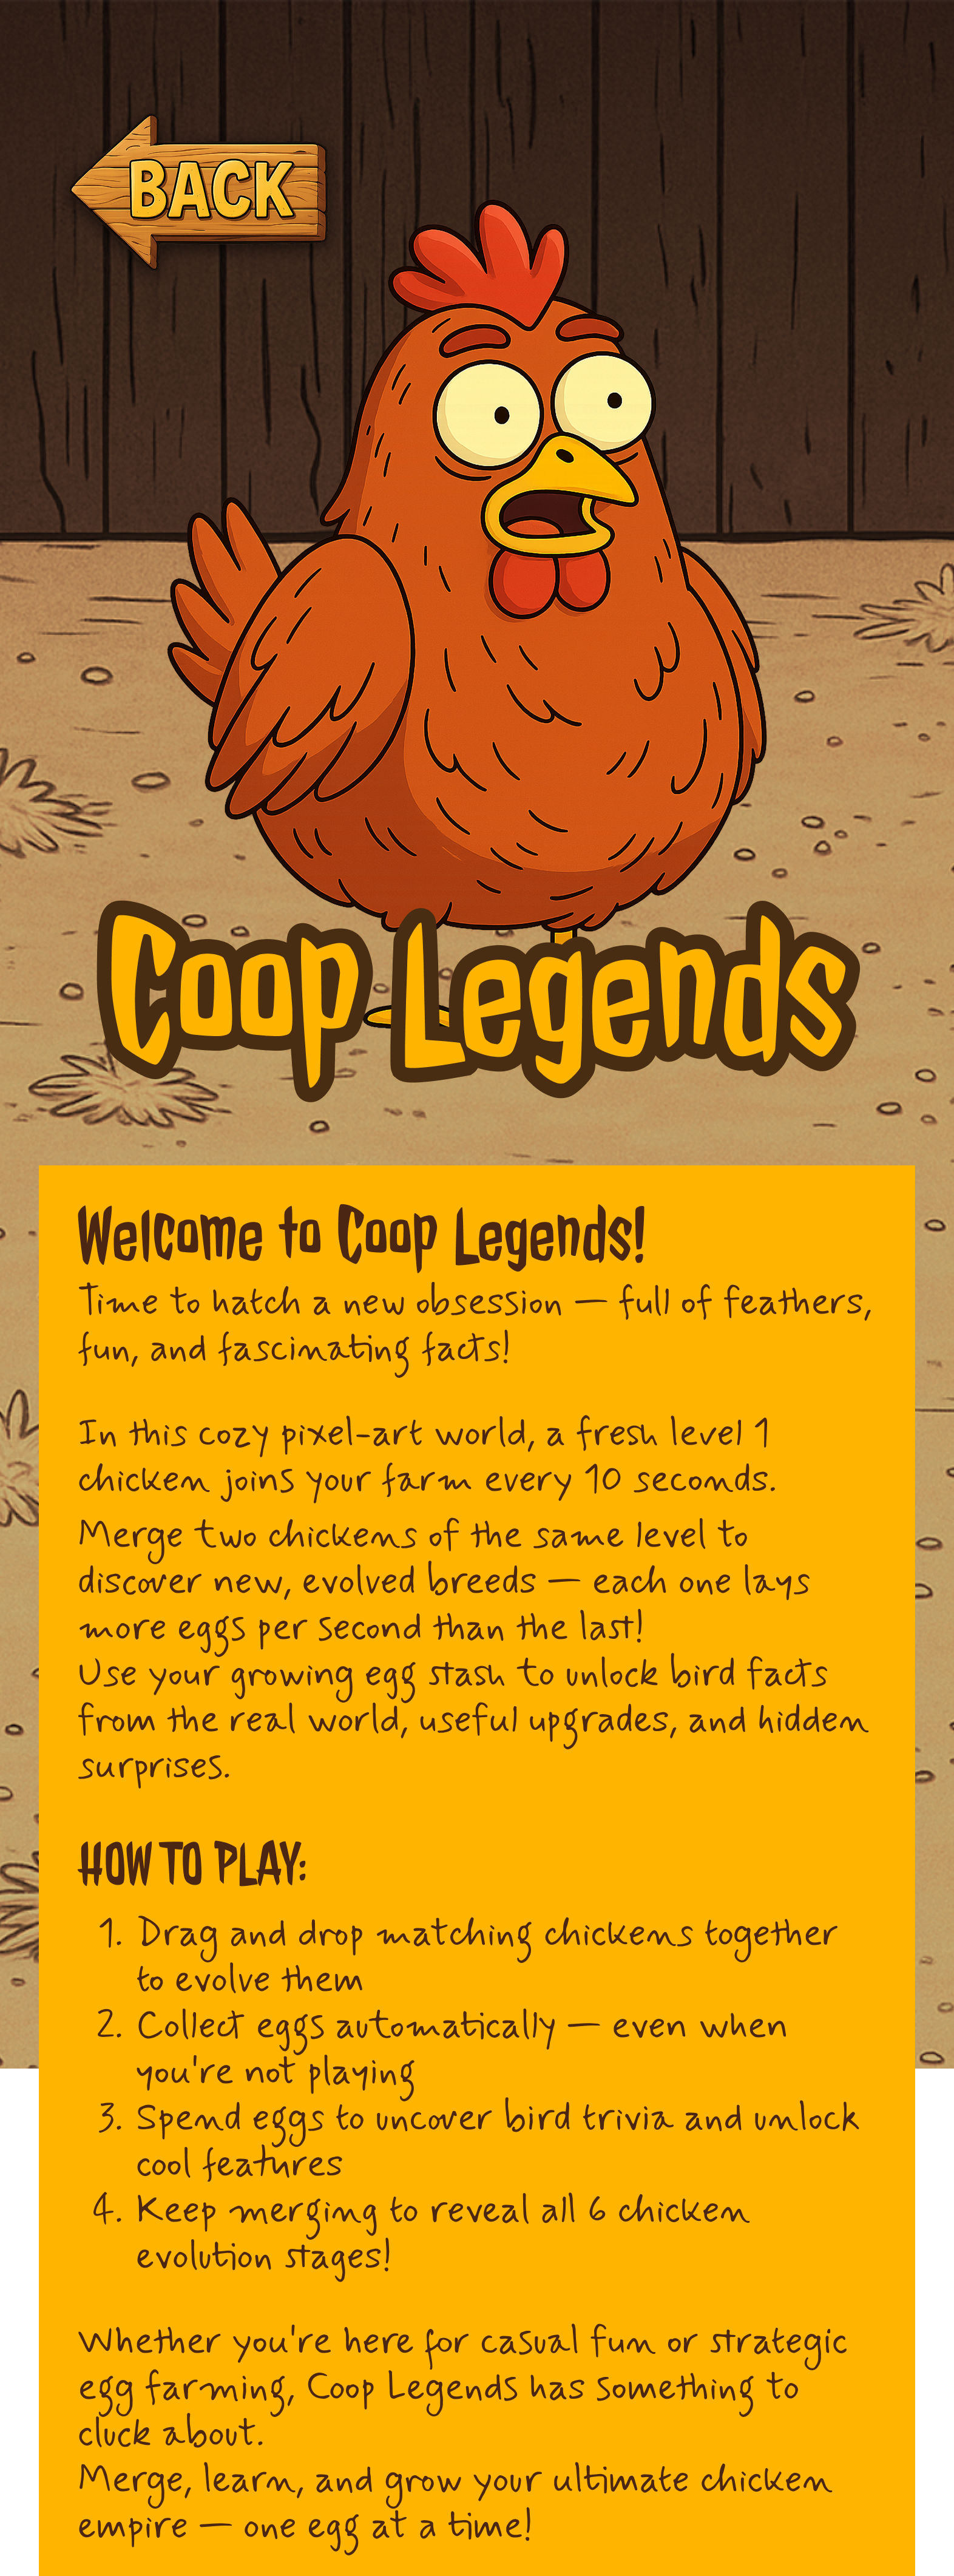 BACK
Coop Legends
Welcome to Coop Legends!
Time to hatch a new obsession — full of feathers,
fun, and fascinating facts!
In this cozy pixel-art world, a fresh level 1
chicken joins your farm every 10 seconds.
Merge two chickens of the same level to
discover new, evolved breeds — each one lays
more eggs per second than the last!
Use your growing egg stash to unlock bird facts
from the real world, useful upgrades, and hidden
surprises.
HOW TO PLAY:
1. Drag and drop matching chickens together
to evolve them
2. Collect eggs automatically — even when
you're not playing
3. Spend eggs to uncover bird trivia and unlock
cool features
4. Keep merging to reveal all 6 chicken
evolution stages!
Whether you're here for casual fun or strategic
egg farming, Coop Legends has something to
cluck about.
Merge, learn, and grow your ultimate chicken
empire — one egg at a time!